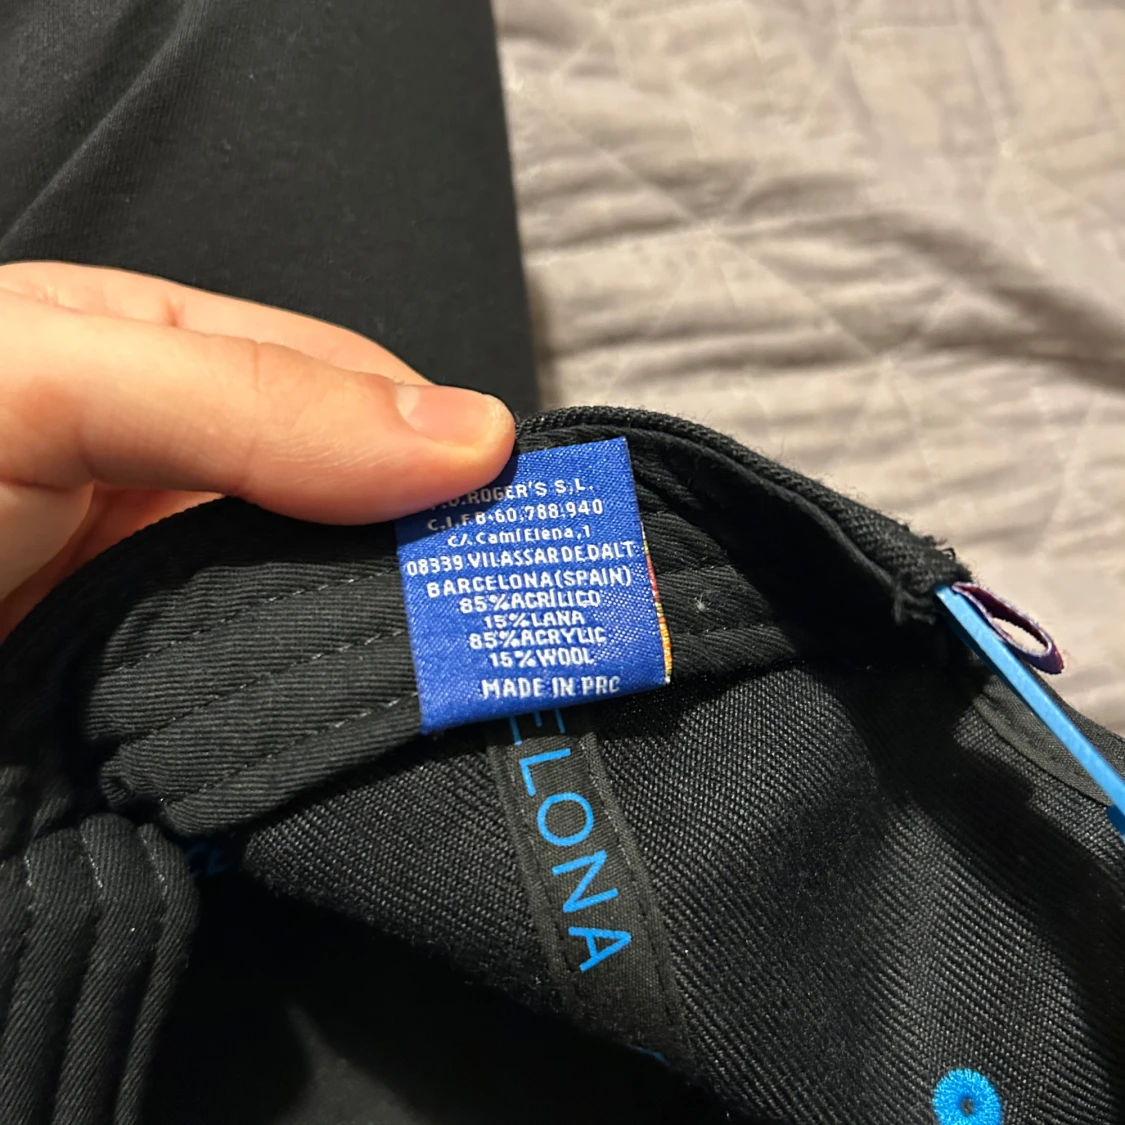 ROGER'S S.L.
C.I.F B-60.788.940
C/. Camí Elena,1
08339 VILASSAR DE DALT
BARCELONA (SPAIN)
85% ACRÍLICO
15% LANA
85% ACRYLIC
15% WOOL
MADE IN PRC
ELONA